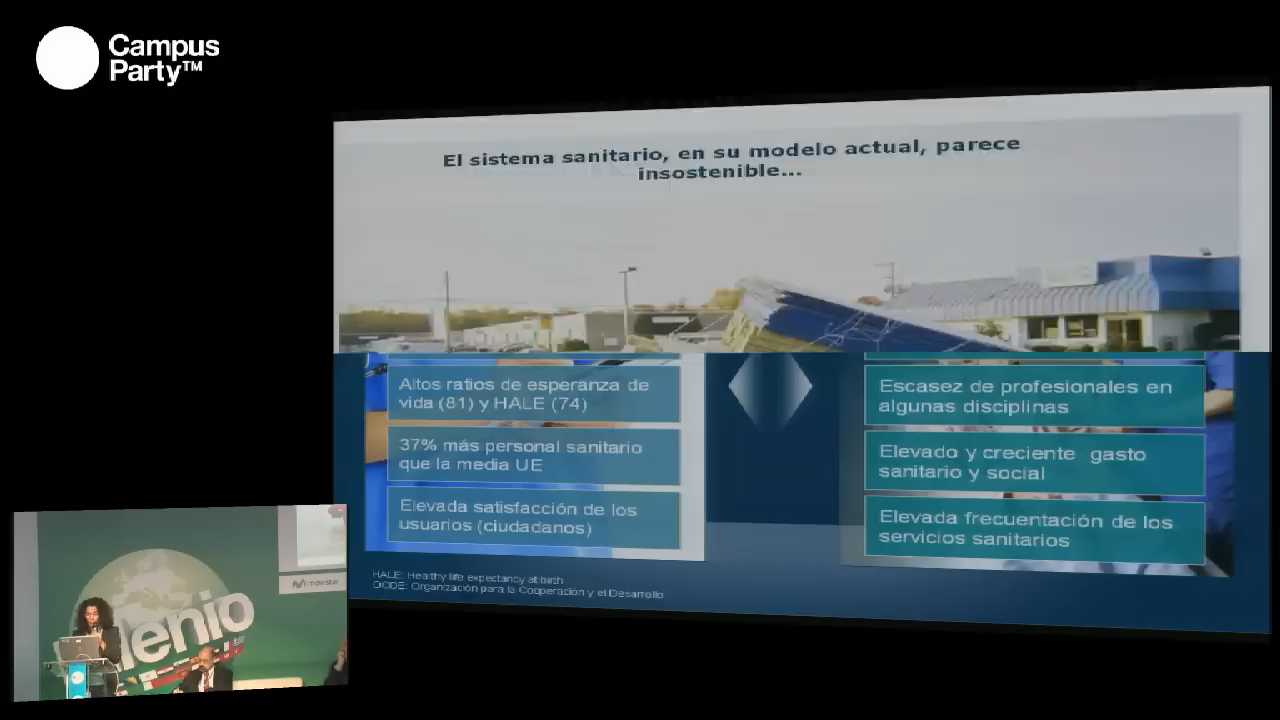 Campus
Party™
El sistema sanitario, en su modelo actual, parece
insostenible...
Altos ratios de esperanza de
vida (81) y HALE (74)
37% más personal sanitario
que la media UE
Elevada satisfacción de los
usuarios (ciudadanos)
Escasez de profesionales en
algunas disciplinas
Elevado y creciente gasto
sanitario y social
Elevada frecuentación de los
servicios sanitarios
HALE: Healthy life expectancy at birth
OCDE: Organización para la Cooperación y el Desarrollo
movistar
lenio